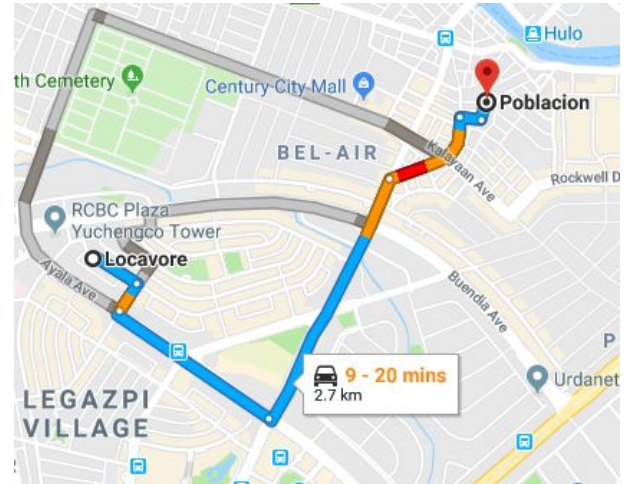 Hulo
th Cemetery
Century City Mall
Poblacion
BEL-AIR
Kalayaan Ave
Rockwell D
RCBC Plaza
Yuchengco Tower
Locavore
Ayala Ave
Buendia Ave
P
9 - 20 mins
2.7 km
Urdanet
LEGAZPI
VILLAGE